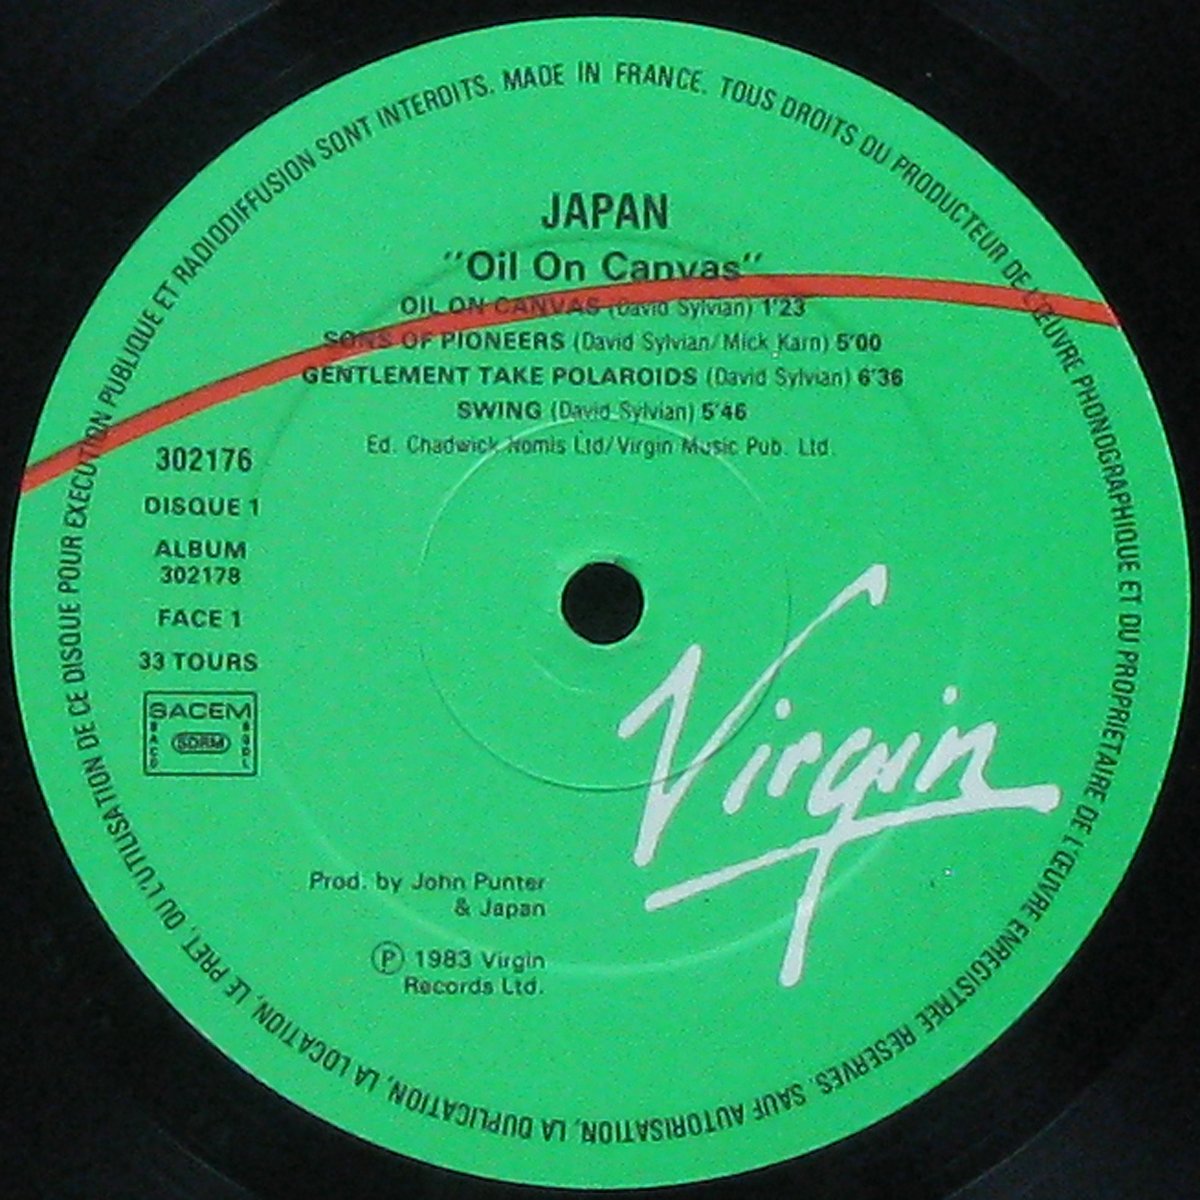 MADE IN FRANCE. TOUS DROITS DU PRODUCTEUR DE L'ŒUVRE PHONOGRAPHIQUE ET DU PROPRIETAIRE DE L'ŒUVRE ENREGISTREE RESERVES. SAUF AUTORISATION, LA DUPLICATION, LA LOCATION, LE PRET, OU L'UTILISATION DE CE DISQUE POUR EXECUTION PUBLIQUE ET RADIODIFFUSION SONT INTERDITS.
JAPAN
"Oil On Canvas"
OIL ON CANVAS (David Sylvian) 1'23
SONS OF PIONEERS (David Sylvian/Mick Karn) 5'00
GENTLEMENT TAKE POLAROIDS (David Sylvian) 6'36
SWING (David Sylvian) 5'46
Ed. Chadwick Nomis Ltd/Virgin Music Pub. Ltd.
302176
DISQUE 1
ALBUM
302178
FACE 1
33 TOURS
SACEM
SACD
SDRM
SGDL
Virgin
Prod. by John Punter
& Japan
Ⓟ 1983 Virgin
Records Ltd.